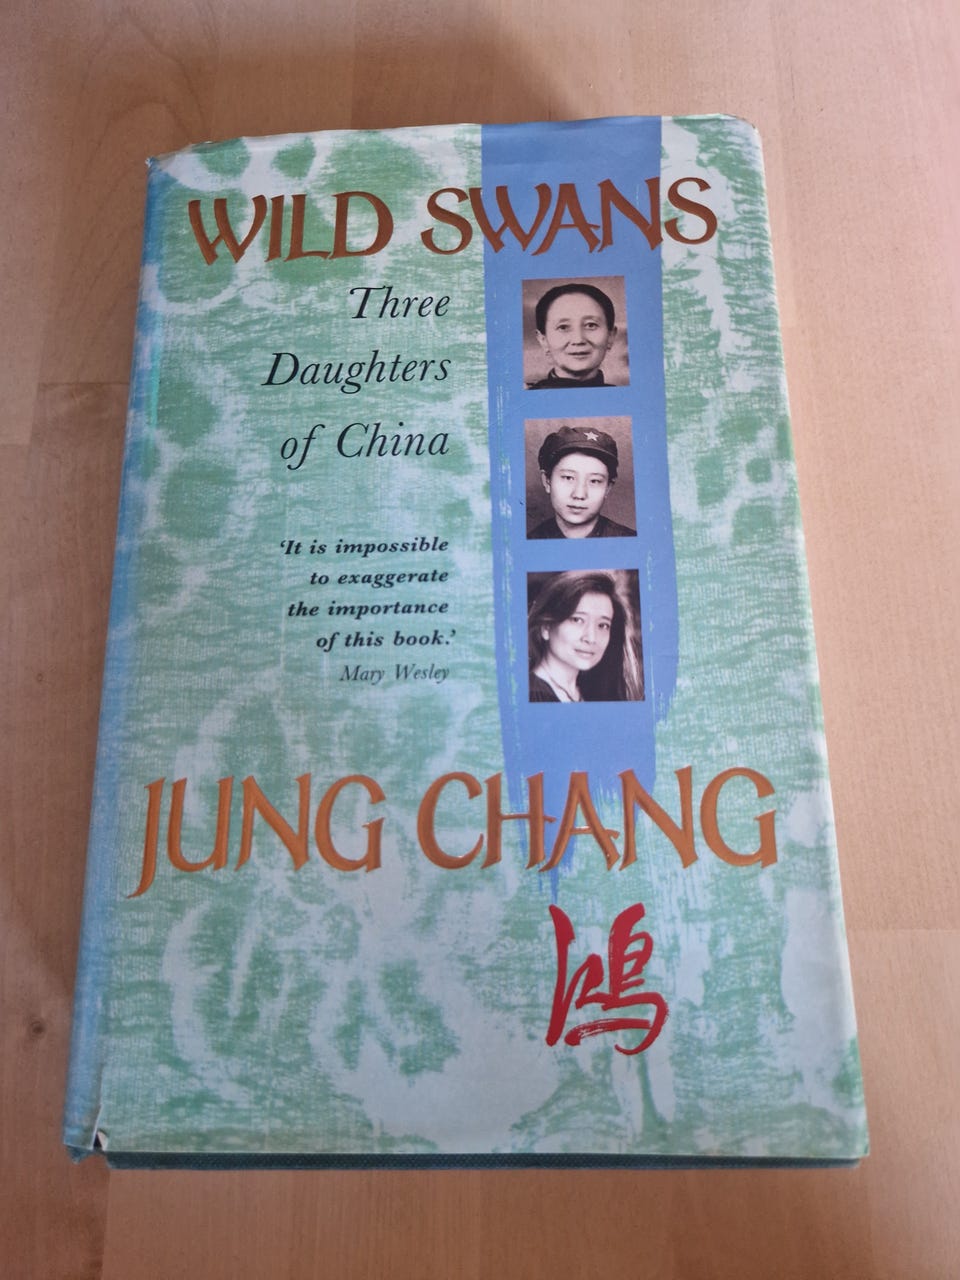 WILD SWANS
Three
Daughters
of China
‘It is impossible
to exaggerate
the importance
of this book.’
Mary Wesley
JUNG CHANG
鴻